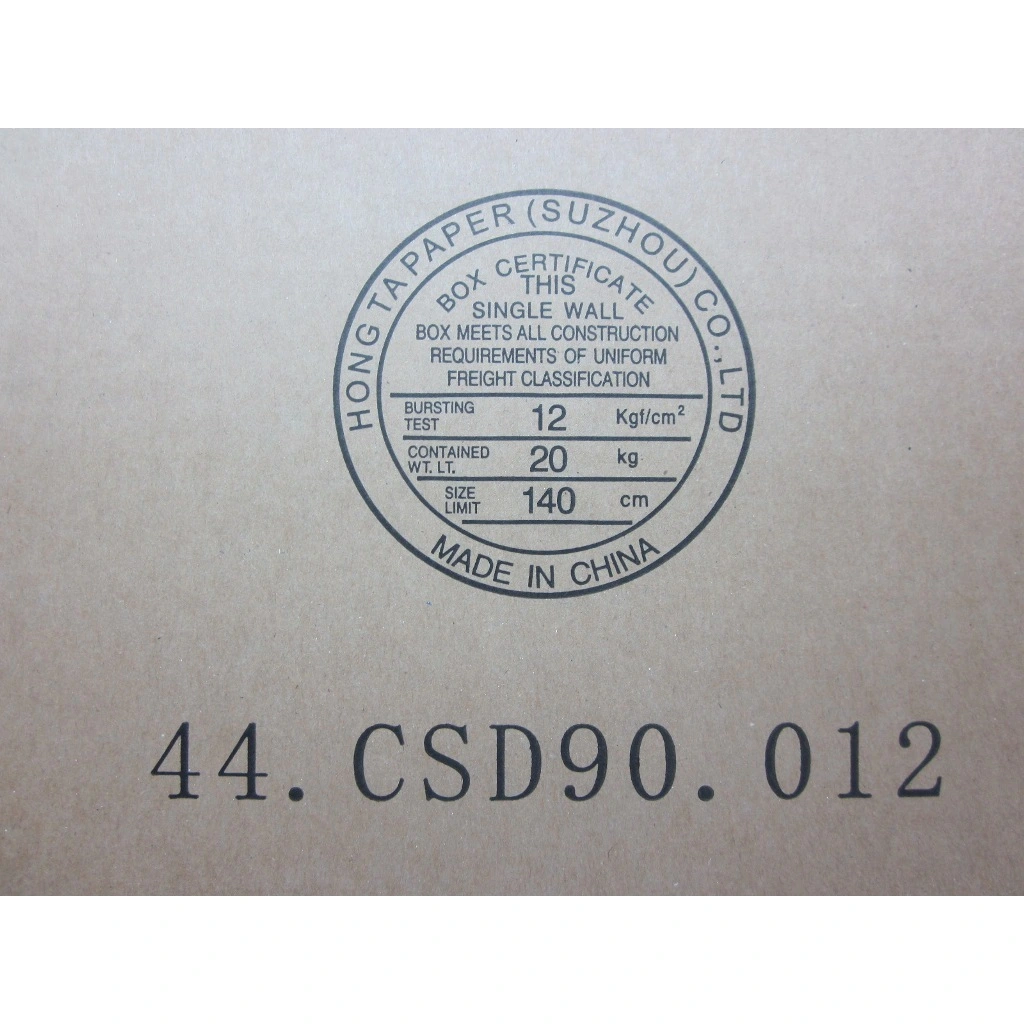 HONG TA PAPER (SUZHOU) CO.,LTD
BOX CERTIFICATE
THIS
SINGLE WALL
BOX MEETS ALL CONSTRUCTION
REQUIREMENTS OF UNIFORM
FREIGHT CLASSIFICATION
BURSTING TEST 12 Kgf/cm²
CONTAINED WT. LT. 20 kg
SIZE LIMIT 140 cm
MADE IN CHINA
44.CSD90.012